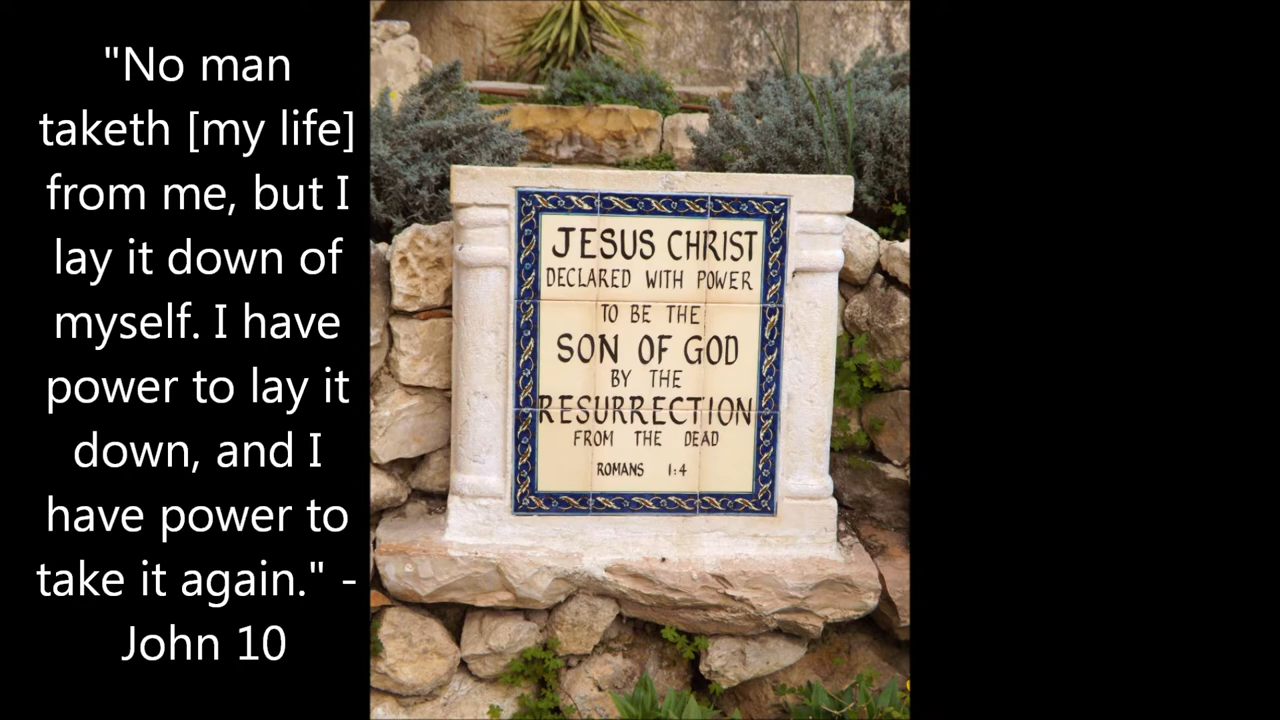 "No man
taketh [my life]
from me, but I
lay it down of
myself. I have
power to lay it
down, and I
have power to
take it again." -
John 10
JESUS CHRIST
DECLARED WITH POWER
TO BE THE
SON OF GOD
BY THE
RESURRECTION
FROM THE DEAD
ROMANS 1:4